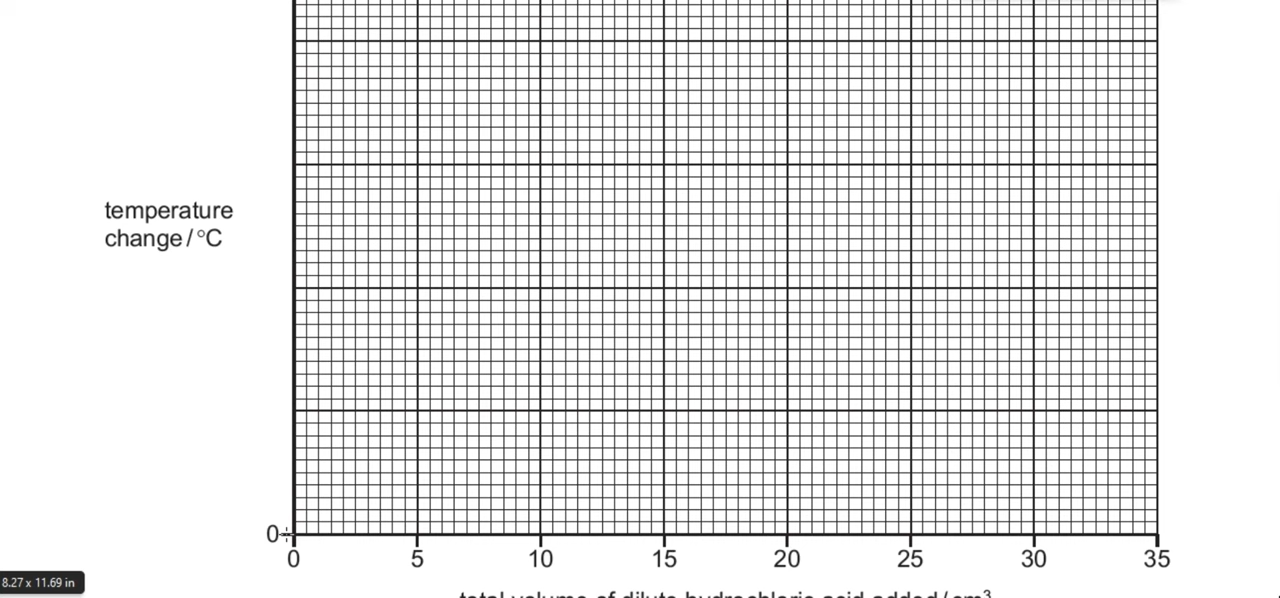 temperature
change / °C
0
0 5 10 15 20 25 30 35
total volume of dilute hydrochloric acid added / cm³
8.27 x 11.69 in